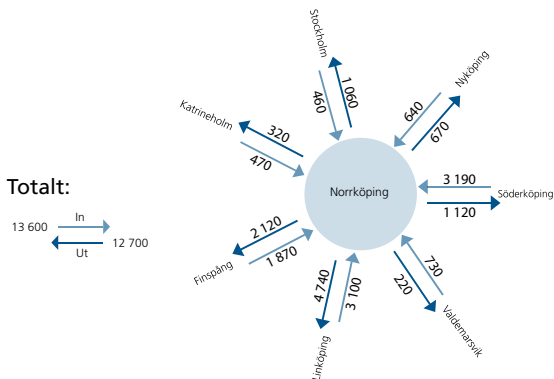 Stockholm
1 060
460
Nyköping
640
670
Katrineholm
320
470
Norrköping
3 190
Söderköping
1 120
Totalt:
13 600
In
12 700
Ut
2 120
1 870
Finspång
4 740
3 100
Linköping
730
220
Valdemarsvik